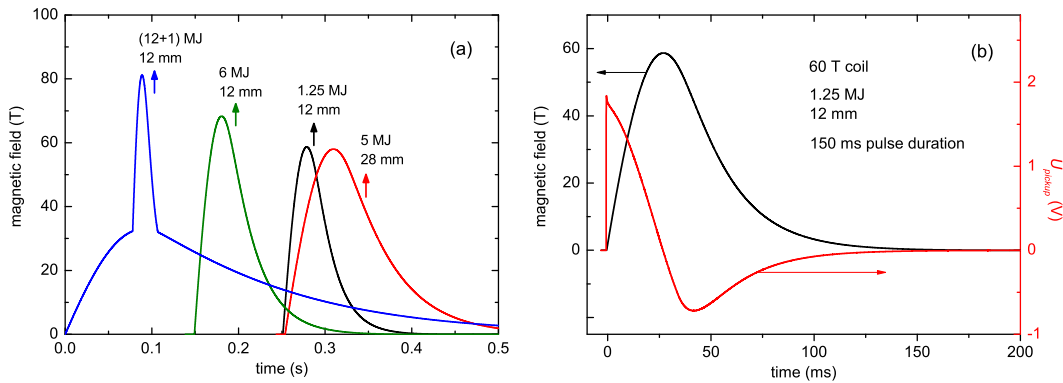 (a)
(12+1) MJ
12 mm
6 MJ
12 mm
1.25 MJ
12 mm
5 MJ
28 mm
100
80
60
40
20
0
magnetic field (T)
0.0 0.1 0.2 0.3 0.4 0.5
time (s)
(b)
60 T coil
1.25 MJ
12 mm
150 ms pulse duration
60
40
20
0
magnetic field (T)
2
1
0
-1
U pickup (V)
0 50 100 150 200
time (ms)